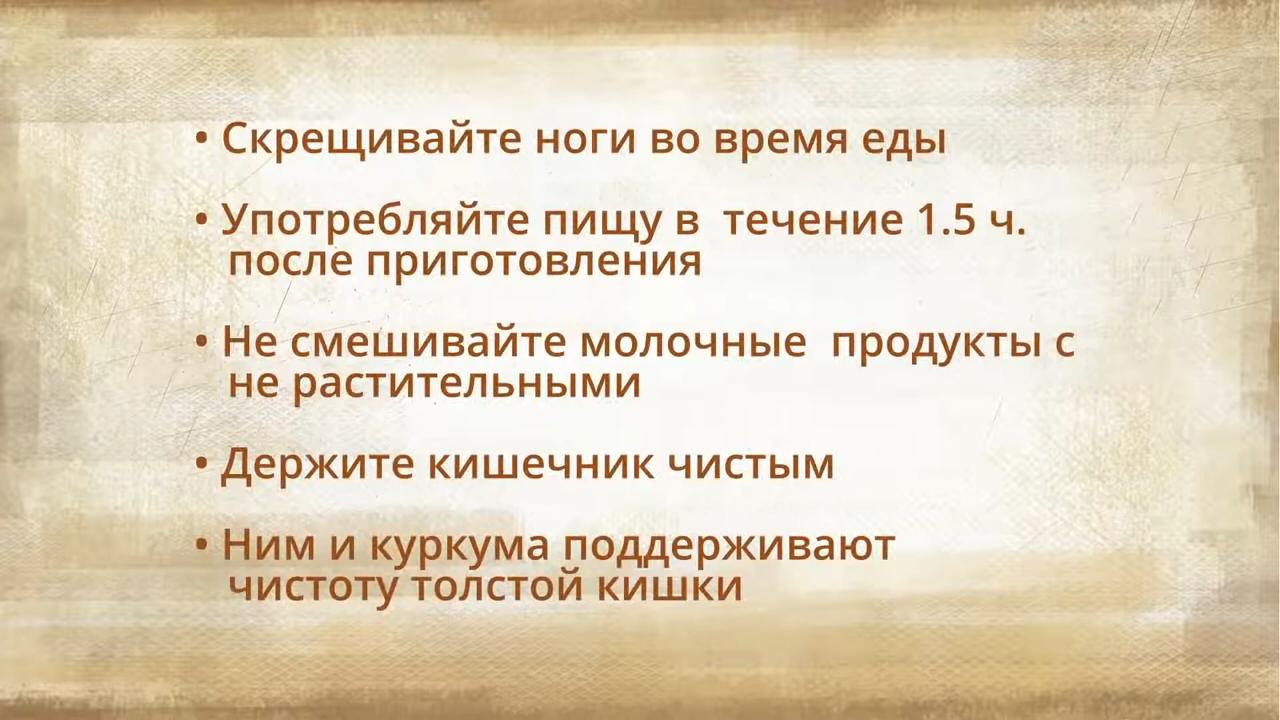 • Скрещивайте ноги во время еды
• Употребляйте пищу в  течение 1.5 ч.
после приготовления
• Не смешивайте молочные  продукты с
не растительными
• Держите кишечник чистым
• Ним и куркума поддерживают
чистоту толстой кишки